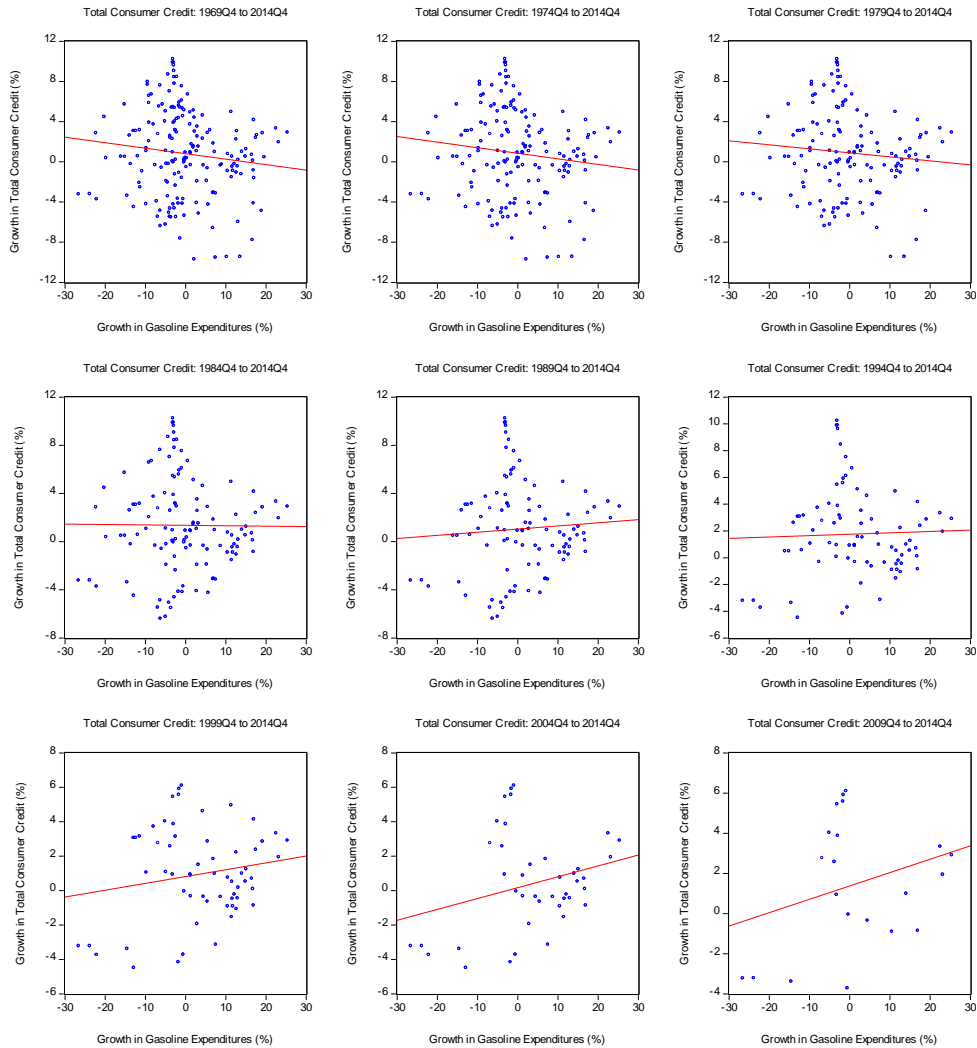 Total Consumer Credit: 1969Q4 to 2014Q4
Growth in Total Consumer Credit (%)
12
8
4
0
-4
-8
-12
-30 -20 -10 0 10 20 30
Growth in Gasoline Expenditures (%)
Total Consumer Credit: 1974Q4 to 2014Q4
Growth in Total Consumer Credit (%)
12
8
4
0
-4
-8
-12
-30 -20 -10 0 10 20 30
Growth in Gasoline Expenditures (%)
Total Consumer Credit: 1979Q4 to 2014Q4
Growth in Total Consumer Credit (%)
12
8
4
0
-4
-8
-12
-30 -20 -10 0 10 20 30
Growth in Gasoline Expenditures (%)
Total Consumer Credit: 1984Q4 to 2014Q4
Growth in Total Consumer Credit (%)
12
8
4
0
-4
-8
-30 -20 -10 0 10 20 30
Growth in Gasoline Expenditures (%)
Total Consumer Credit: 1989Q4 to 2014Q4
Growth in Total Consumer Credit (%)
12
8
4
0
-4
-8
-30 -20 -10 0 10 20 30
Growth in Gasoline Expenditures (%)
Total Consumer Credit: 1994Q4 to 2014Q4
Growth in Total Consumer Credit (%)
12
10
8
6
4
2
0
-2
-4
-6
-30 -20 -10 0 10 20 30
Growth in Gasoline Expenditures (%)
Total Consumer Credit: 1999Q4 to 2014Q4
Growth in Total Consumer Credit (%)
8
6
4
2
0
-2
-4
-6
-30 -20 -10 0 10 20 30
Growth in Gasoline Expenditures (%)
Total Consumer Credit: 2004Q4 to 2014Q4
Growth in Total Consumer Credit (%)
8
6
4
2
0
-2
-4
-6
-30 -20 -10 0 10 20 30
Growth in Gasoline Expenditures (%)
Total Consumer Credit: 2009Q4 to 2014Q4
Growth in Total Consumer Credit (%)
8
6
4
2
0
-2
-4
-30 -20 -10 0 10 20 30
Growth in Gasoline Expenditures (%)